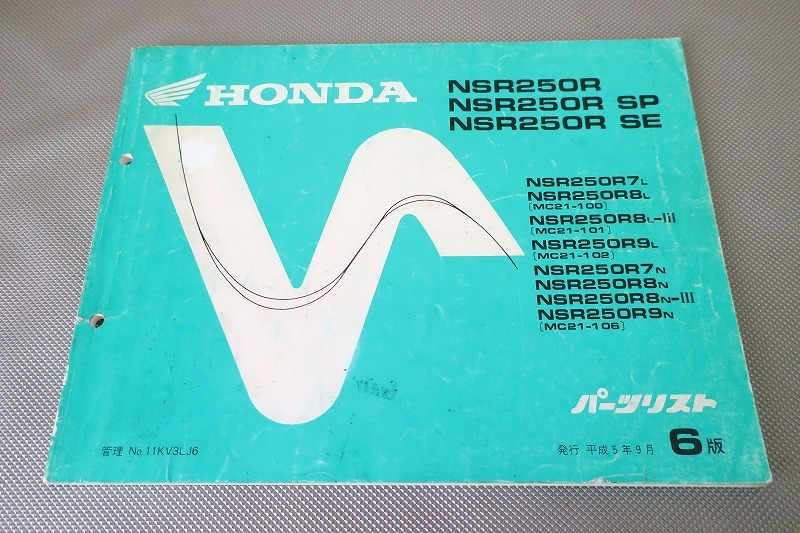 HONDA
NSR250R
NSR250R SP
NSR250R SE
NSR250R7L
NSR250R8L
(MC21-100)
NSR250R8L-III
(MC21-101)
NSR250R9L
(MC21-102)
NSR250R7N
NSR250R8N
NSR250R8N-III
NSR250R9N
(MC21-106)
パーツリスト
管理 No.11KV3LJ6
発行 平成5年9月 6版